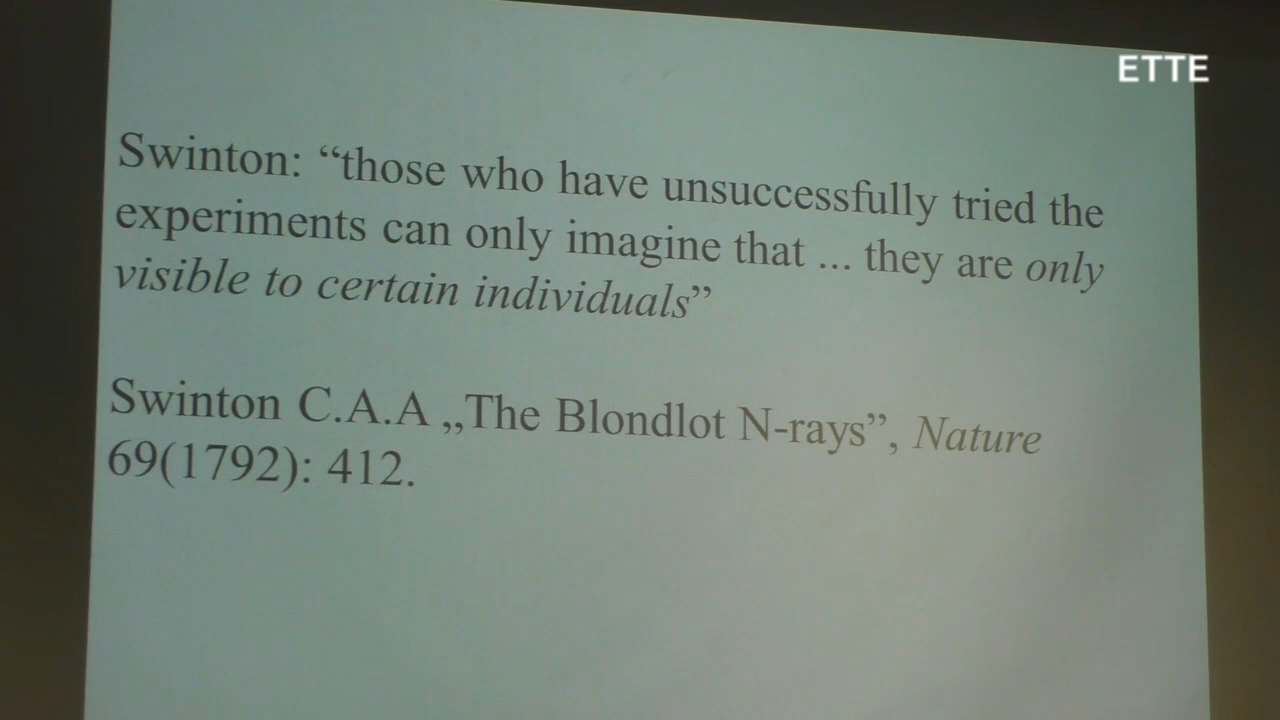 ETTE
Swinton: “those who have unsuccessfully tried the
experiments can only imagine that ... they are only
visible to certain individuals”
Swinton C.A.A „The Blondlot N-rays”, Nature
69(1792): 412.